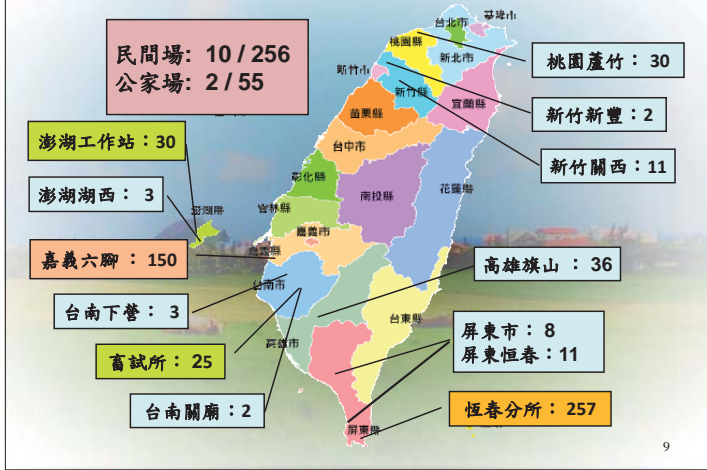 民間場: 10 / 256
公家場: 2 / 55
台北市
基隆市
桃園縣
新北市
新竹市
新竹縣
宜蘭縣
苗栗縣
台中市
彰化縣
南投縣
花蓮縣
雲林縣
澎湖縣
嘉義市
嘉義縣
台南市
高雄市
台東縣
屏東縣
桃園蘆竹：30
新竹新豐：2
新竹關西：11
澎湖工作站：30
澎湖湖西： 3
嘉義六腳： 150
台南下營： 3
畜試所： 25
台南關廟：2
高雄旗山 ： 36
屏東市：8
屏東恒春：11
恆春分所：257
9